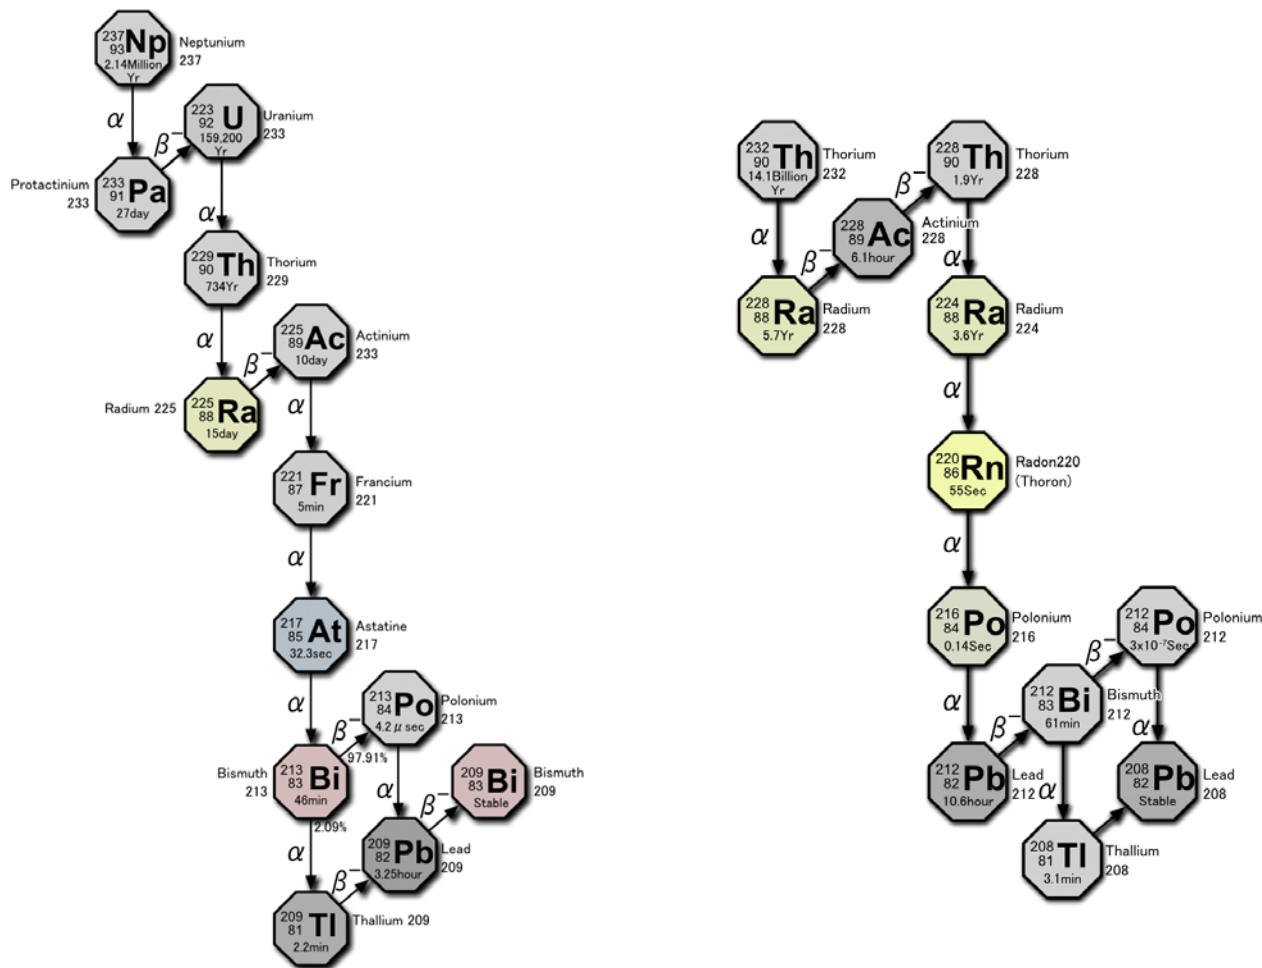 237
93 Np
2.14Million
Yr
Neptunium
237
α
β−
223
92 U
159,200
Yr
Uranium
233
Protactinium
233
233
91 Pa
27day
α
229
90 Th
734Yr
Thorium
229
α
β−
225
89 Ac
10day
Actinium
233
Radium 225
225
88 Ra
15day
α
221
87 Fr
5min
Francium
221
α
217
85 At
32.3sec
Astatine
217
α
β−
97.91%
213
84 Po
4.2 μ sec
Polonium
213
Bismuth
213
213
83 Bi
46min
2.09%
α
α
β−
209
83 Bi
Stable
Bismuth
209
209
82 Pb
3.25hour
Lead
209
β−
209
81 Tl
2.2min
Thallium 209
232
90 Th
14.1Billion
Yr
Thorium
232
α
228
88 Ra
5.7Yr
Radium
228
β−
228
89 Ac
6.1hour
Actinium
228
β−
228
90 Th
1.9Yr
Thorium
228
α
224
88 Ra
3.6Yr
Radium
224
α
220
86 Rn
55Sec
Radon220
(Thoron)
α
216
84 Po
0.14Sec
Polonium
216
α
212
82 Pb
10.6hour
Lead
212
β−
212
83 Bi
61min
Bismuth
212
β−
212
84 Po
3x10-7Sec
Polonium
212
α
α
208
82 Pb
Stable
Lead
208
208
81 Tl
3.1min
Thallium
208